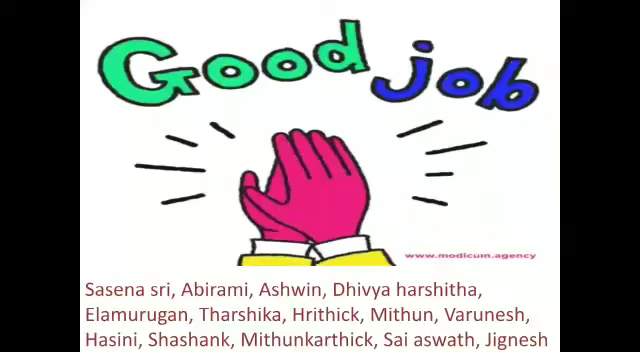 Good job
www.modicum.agency
Sasena sri, Abirami, Ashwin, Dhivya harshitha,
Elamurugan, Tharshika, Hrithick, Mithun, Varunesh,
Hasini, Shashank, Mithunkarthick, Sai aswath, Jignesh